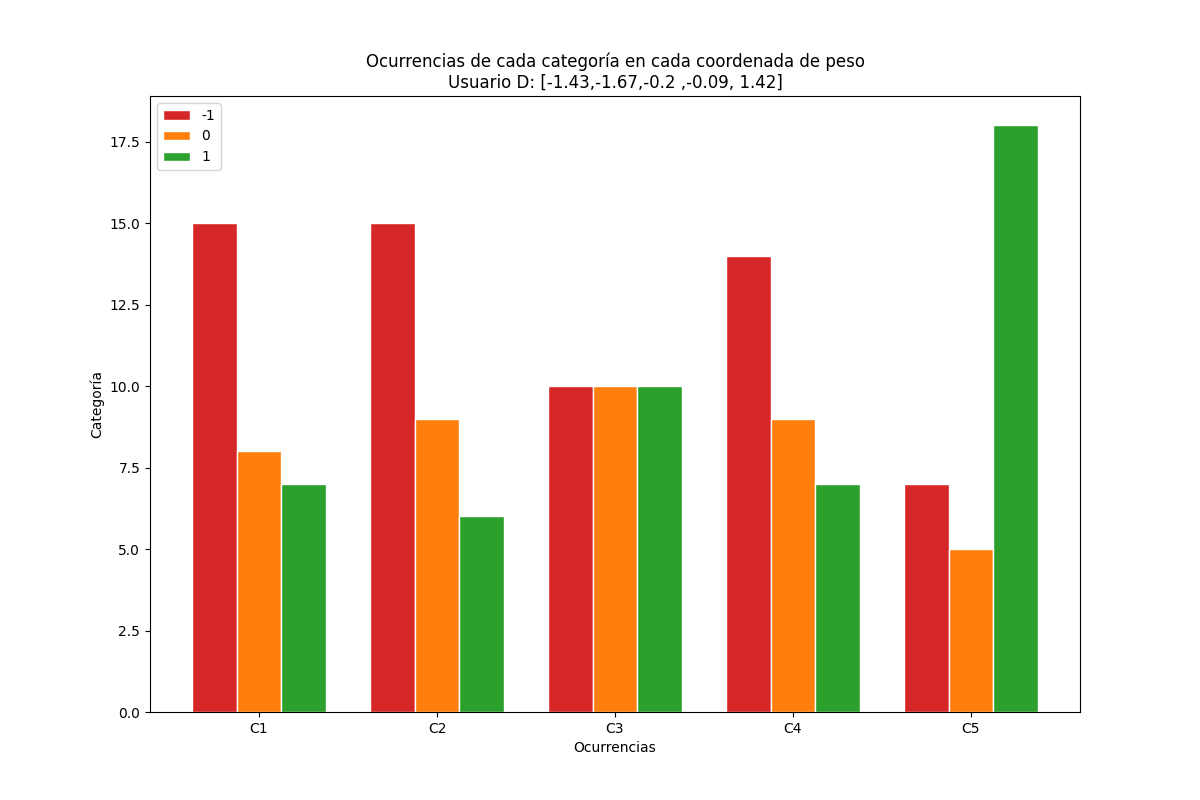 Ocurrencias de cada categoría en cada coordenada de peso
Usuario D: [-1.43,-1.67,-0.2 ,-0.09, 1.42]
-1
0
1
17.5
15.0
12.5
10.0
7.5
5.0
2.5
0.0
Categoría
C1 C2 C3 C4 C5
Ocurrencias